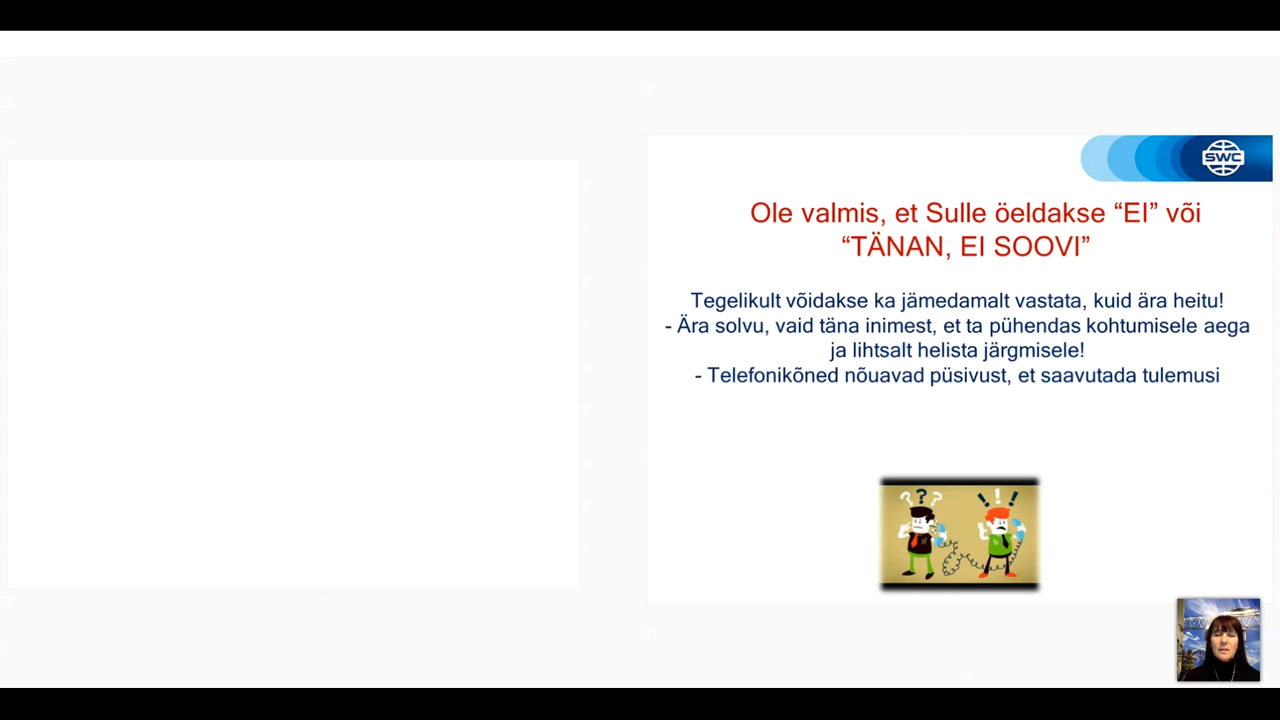 SWC
Ole valmis, et Sulle öeldakse “EI” või
“TÄNAN, EI SOOVI”
Tegelikult võidakse ka jämedamalt vastata, kuid ära heitu!
- Ära solvu, vaid täna inimest, et ta pühendas kohtumisele aega
ja lihtsalt helista järgmisele!
- Telefonikõned nõuavad püsivust, et saavutada tulemusi
???
!!!